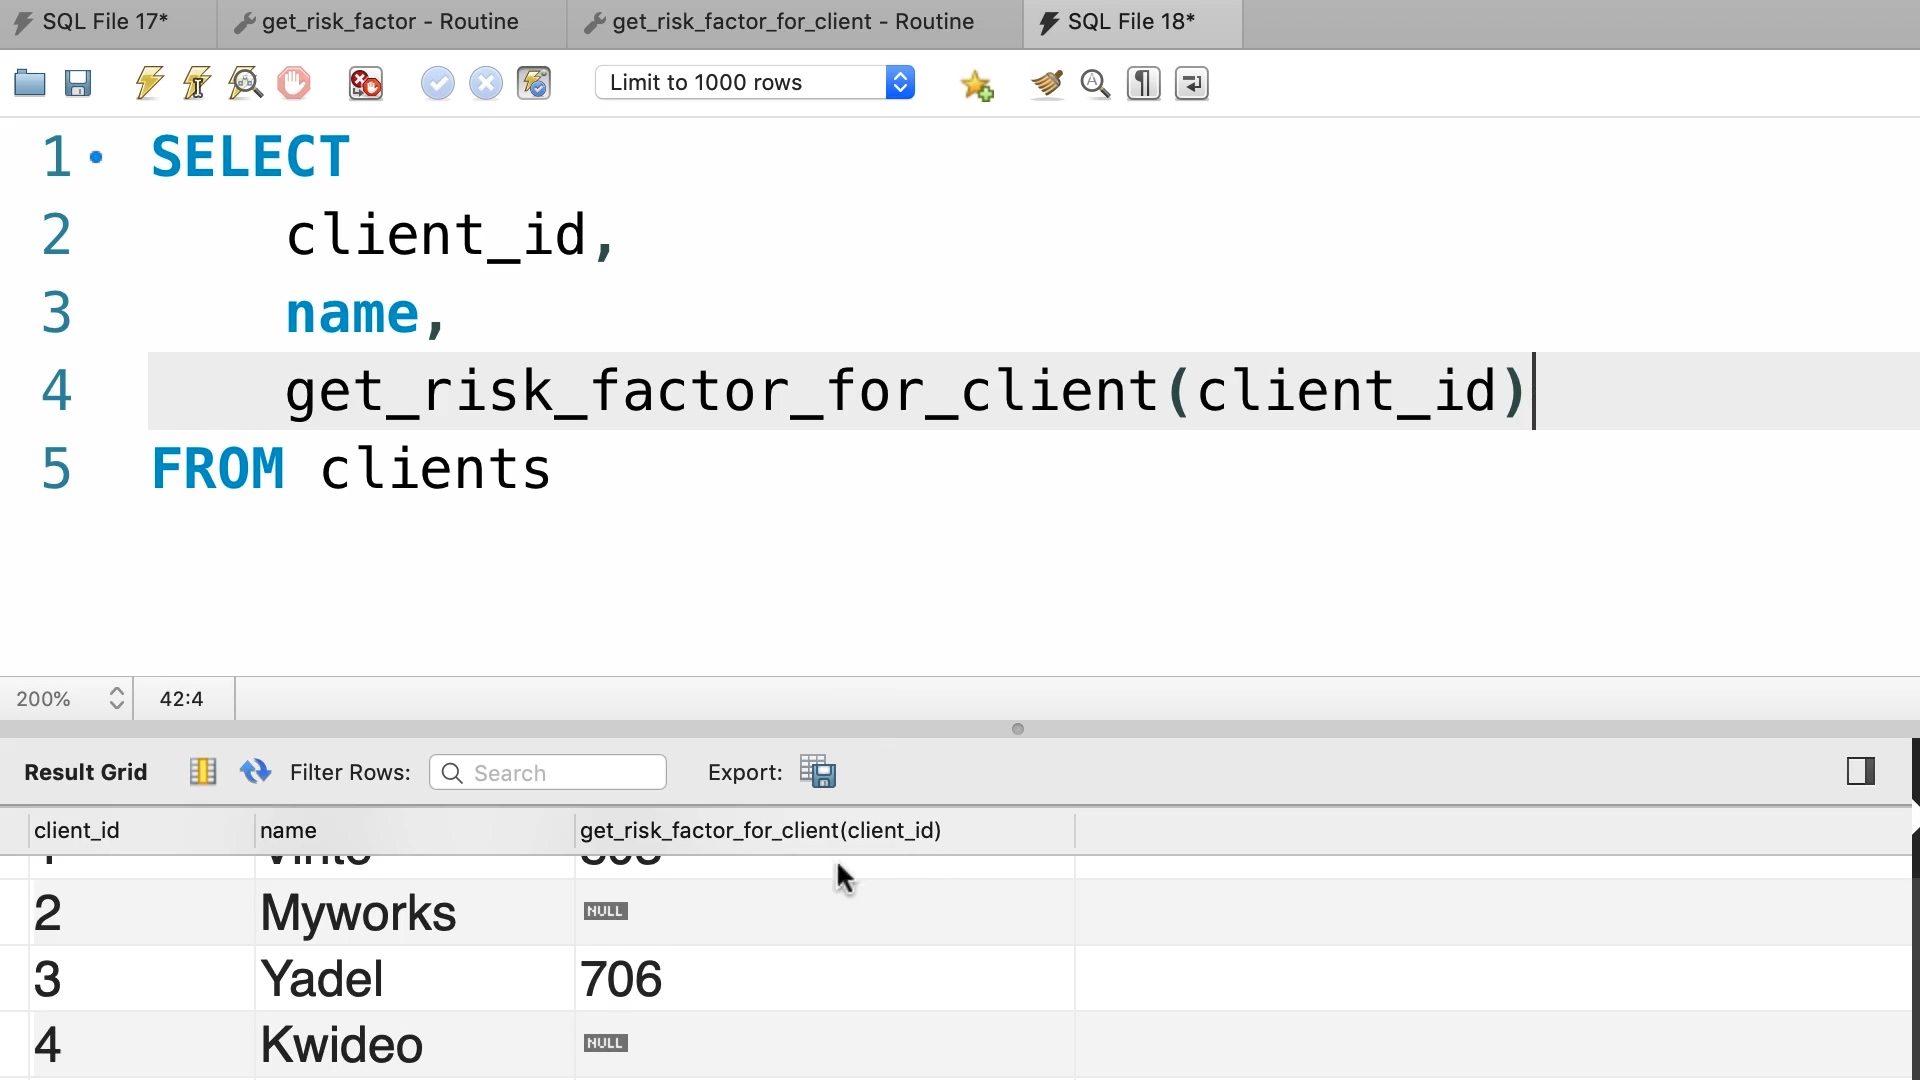 SQL File 17* get_risk_factor - Routine get_risk_factor_for_client - Routine SQL File 18*
Limit to 1000 rows
1 SELECT
2 client_id,
3 name,
4 get_risk_factor_for_client(client_id)
5 FROM clients
200% 42:4
Result Grid Filter Rows: Search Export:
client_id name get_risk_factor_for_client(client_id)
2 Myworks NULL
3 Yadel 706
4 Kwideo NULL